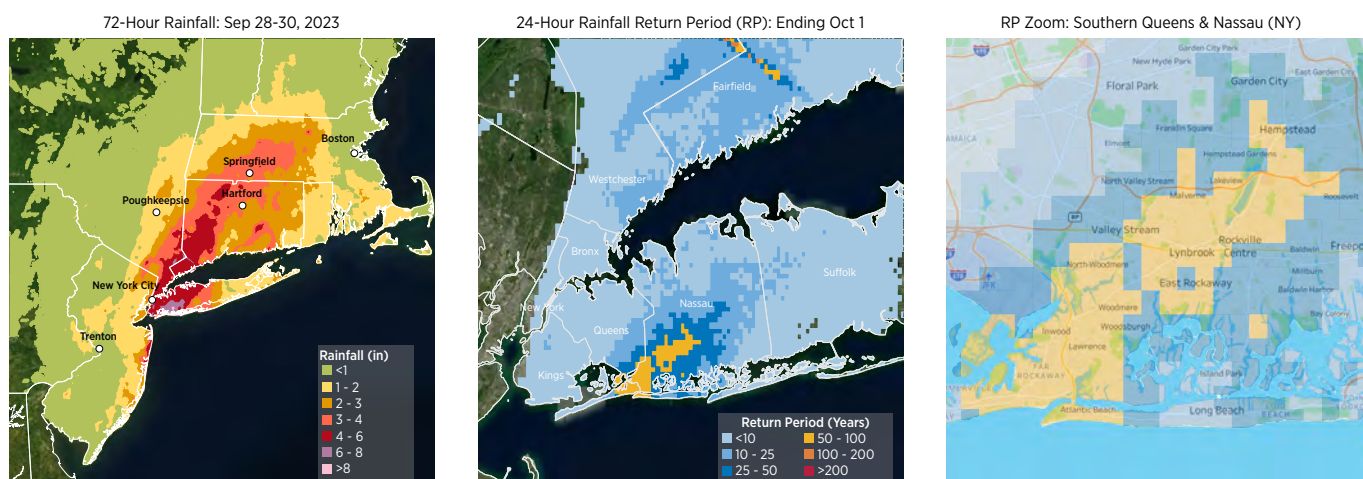 72-Hour Rainfall: Sep 28-30, 2023
Boston
Springfield
Hartford
Poughkeepsie
New York City
Trenton
Rainfall (in)
<1
1 - 2
2 - 3
3 - 4
4 - 6
6 - 8
>8
24-Hour Rainfall Return Period (RP): Ending Oct 1
Fairfield
Westchester
Bronx
Suffolk
New York
Nassau
Queens
Kings
Return Period (Years)
<10
10 - 25
25 - 50
50 - 100
100 - 200
>200
RP Zoom: Southern Queens & Nassau (NY)
Garden City Park
New Hyde Park
East Garden City
Floral Park
Garden City
Franklin Square
Hempstead
AMAICA
Elmont
Hempstead Gardens
North Valley Stream
Lakeview
Malverne
Roosevelt
Valley Stream
Rockville
Centre
Lynbrook
Baldwin
Freepo
North Woodmere
Milburn
JFK
East Rockaway
Baldwin Harbor
Woodmere
Bay Colony
Inwood
Woodsburgh
Lawrence
FAR
ROCKAWAY
Island Park
Atlantic Beach
Long Beach
BEACH